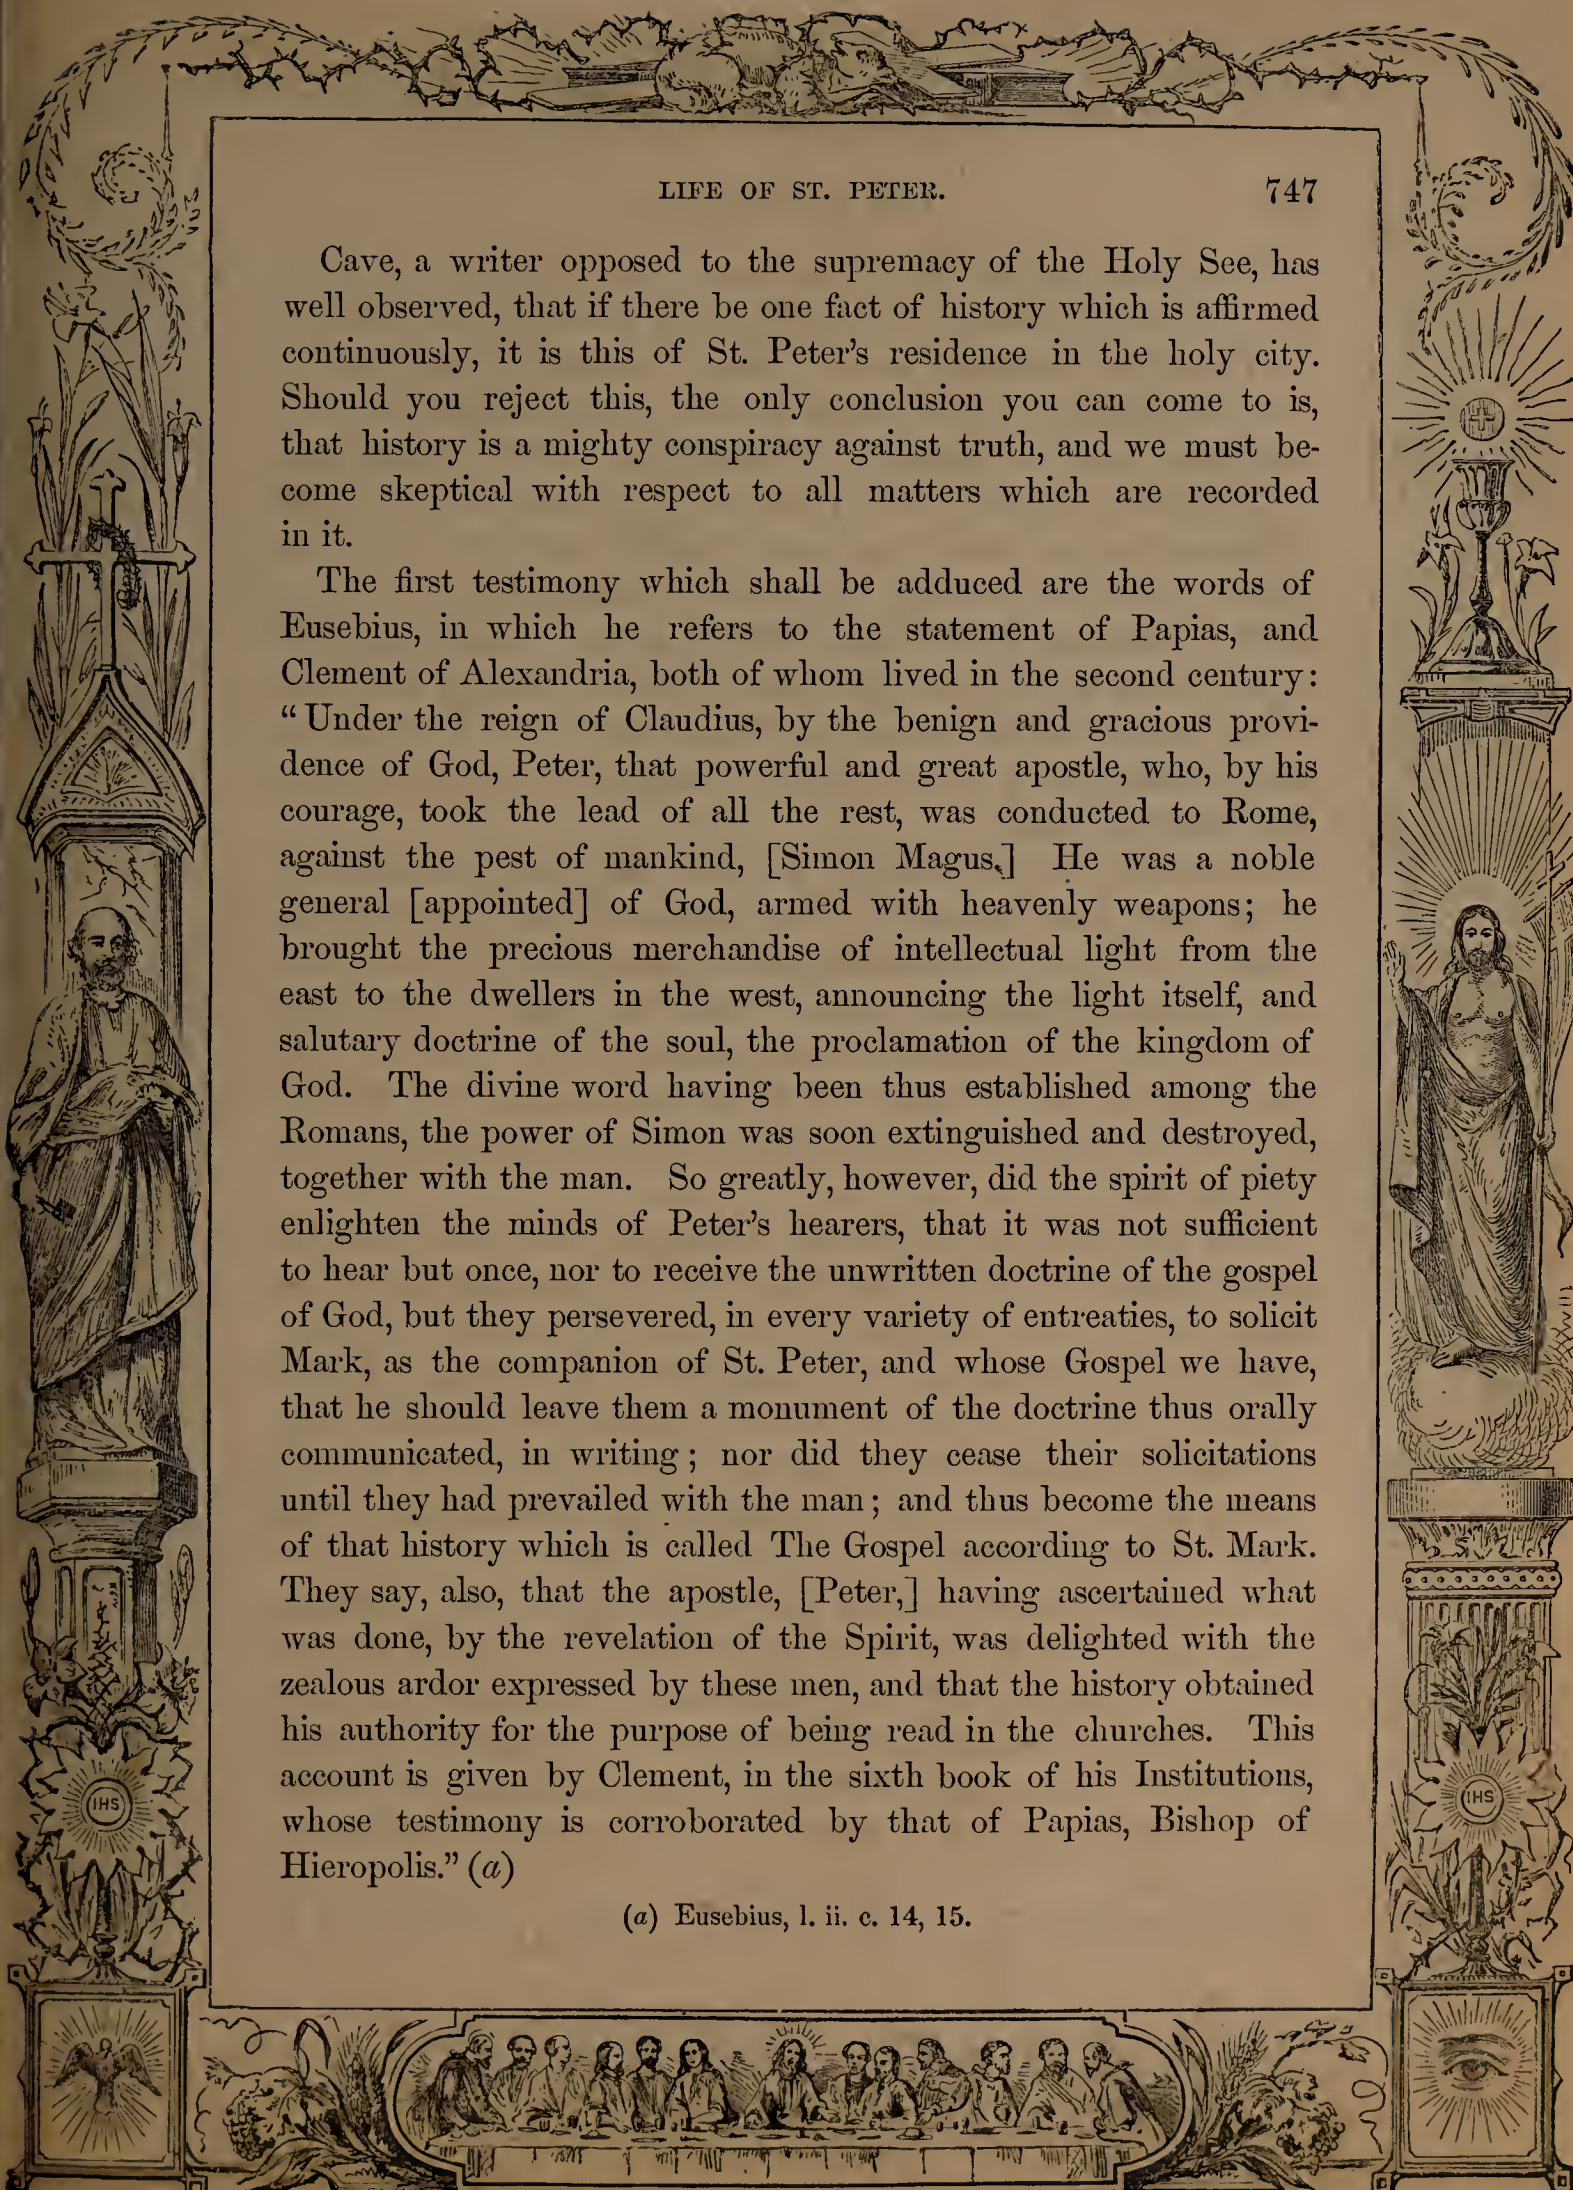 LIFE OF ST. PETER. 747
Cave, a writer opposed to the supremacy of the Holy See, has
well observed, that if there be one fact of history which is affirmed
continuously, it is this of St. Peter's residence in the holy city.
Should you reject this, the only conclusion you can come to is,
that history is a mighty conspiracy against truth, and we must be-
come skeptical with respect to all matters which are recorded
in it.
The first testimony which shall be adduced are the words of
Eusebius, in which he refers to the statement of Papias, and
Clement of Alexandria, both of whom lived in the second century:
“Under the reign of Claudius, by the benign and gracious provi-
dence of God, Peter, that powerful and great apostle, who, by his
courage, took the lead of all the rest, was conducted to Rome,
against the pest of mankind, [Simon Magus.] He was a noble
general [appointed] of God, armed with heavenly weapons; he
brought the precious merchandise of intellectual light from the
east to the dwellers in the west, announcing the light itself, and
salutary doctrine of the soul, the proclamation of the kingdom of
God. The divine word having been thus established among the
Romans, the power of Simon was soon extinguished and destroyed,
together with the man. So greatly, however, did the spirit of piety
enlighten the minds of Peter's hearers, that it was not sufficient
to hear but once, nor to receive the unwritten doctrine of the gospel
of God, but they persevered, in every variety of entreaties, to solicit
Mark, as the companion of St. Peter, and whose Gospel we have,
that he should leave them a monument of the doctrine thus orally
communicated, in writing; nor did they cease their solicitations
until they had prevailed with the man; and thus become the means
of that history which is called The Gospel according to St. Mark.
They say, also, that the apostle, [Peter,] having ascertained what
was done, by the revelation of the Spirit, was delighted with the
zealous ardor expressed by these men, and that the history obtained
his authority for the purpose of being read in the churches. This
account is given by Clement, in the sixth book of his Institutions,
whose testimony is corroborated by that of Papias, Bishop of
Hieropolis.” (a)
(a) Eusebius, l. ii. c. 14, 15.
IHS
IHS